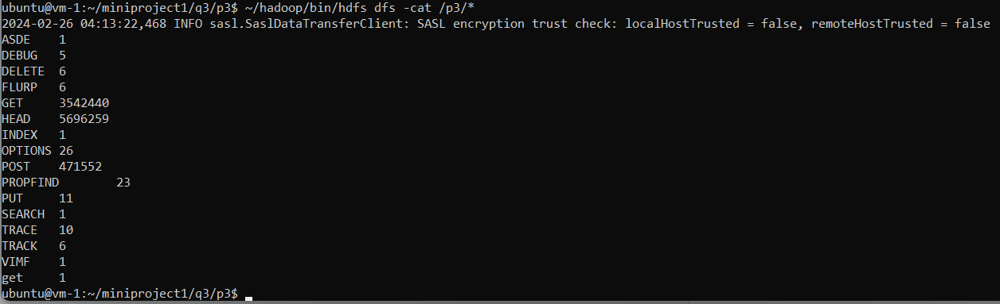 ubuntu@vm-1:~/miniproject1/q3/p3$ ~/hadoop/bin/hdfs dfs -cat /p3/*
2024-02-26 04:13:22,468 INFO sasl.SaslDataTransferClient: SASL encryption trust check: localHostTrusted = false, remoteHostTrusted = false
ASDE	1
DEBUG	5
DELETE	6
FLURP	6
GET	3542440
HEAD	5696259
INDEX	1
OPTIONS	26
POST	471552
PROPFIND	23
PUT	11
SEARCH	1
TRACE	10
TRACK	6
VIMF	1
get	1
ubuntu@vm-1:~/miniproject1/q3/p3$